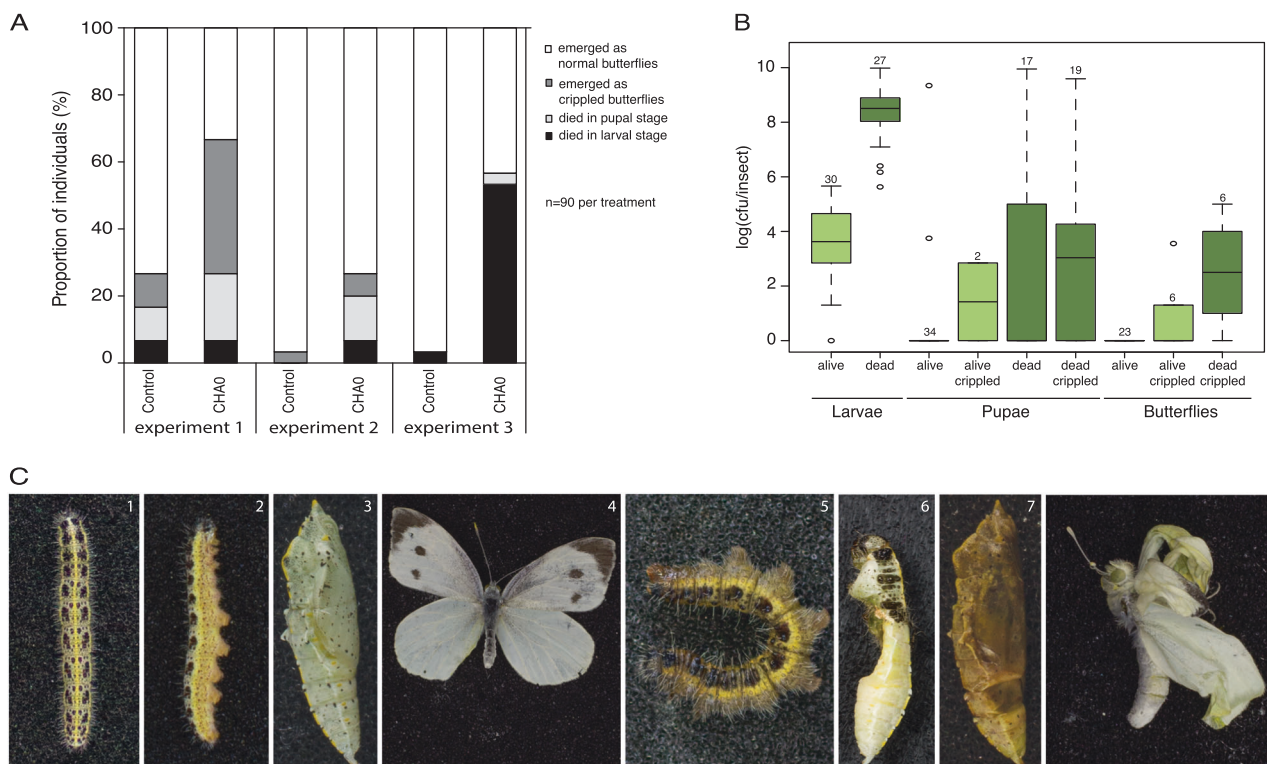 A
Proportion of individuals (%)
100
80
60
40
20
0
Control
CHA0
Control
CHA0
Control
CHA0
experiment 1
experiment 2
experiment 3
emerged as
normal butterflies
emerged as
crippled butterflies
died in pupal stage
died in larval stage
n=90 per treatment
B
log(cfu/insect)
10
8
6
4
2
0
30
27
34
2
17
19
23
6
6
alive
dead
alive
alive
crippled
dead
dead
crippled
alive
alive
crippled
dead
crippled
Larvae
Pupae
Butterflies
C
1
2
3
4
5
6
7